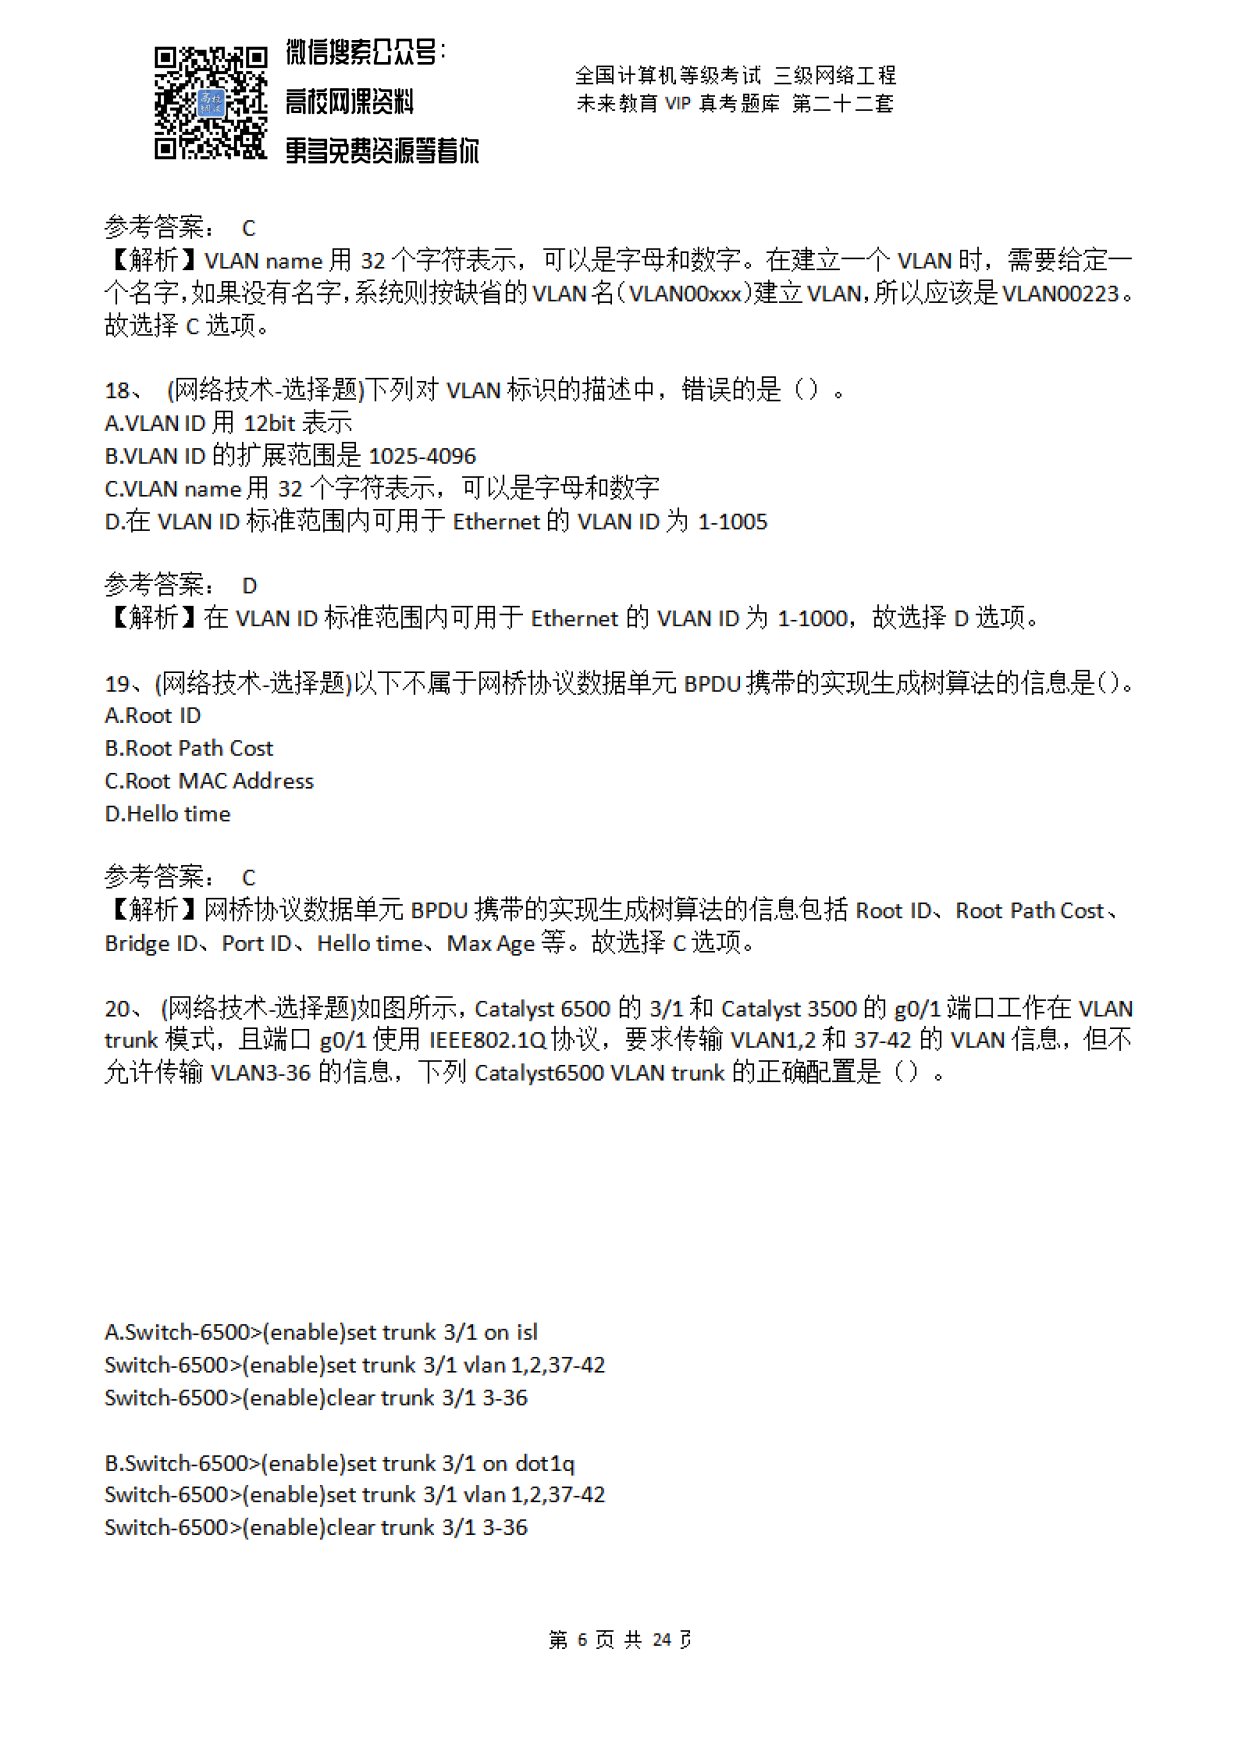 微信搜索公众号：
高校网课资料
更多免费资源等着你
全国计算机等级考试 三级网络工程
未来教育 VIP 真考题库 第二十二套
参考答案： C
【解析】VLAN name 用 32 个字符表示，可以是字母和数字。在建立一个 VLAN 时，需要给定一
个名字，如果没有名字，系统则按缺省的 VLAN 名（VLAN00xxx）建立 VLAN，所以应该是 VLAN00223。
故选择 C 选项。
18、 (网络技术-选择题)下列对 VLAN 标识的描述中，错误的是（）。
A.VLAN ID 用 12bit 表示
B.VLAN ID 的扩展范围是 1025-4096
C.VLAN name 用 32 个字符表示，可以是字母和数字
D.在 VLAN ID 标准范围内可用于 Ethernet 的 VLAN ID 为 1-1005
参考答案： D
【解析】在 VLAN ID 标准范围内可用于 Ethernet 的 VLAN ID 为 1-1000，故选择 D 选项。
19、(网络技术-选择题)以下不属于网桥协议数据单元 BPDU 携带的实现生成树算法的信息是（）。
A.Root ID
B.Root Path Cost
C.Root MAC Address
D.Hello time
参考答案： C
【解析】网桥协议数据单元 BPDU 携带的实现生成树算法的信息包括 Root ID、Root Path Cost、
Bridge ID、Port ID、Hello time、Max Age 等。故选择 C 选项。
20、 (网络技术-选择题)如图所示，Catalyst 6500 的 3/1 和 Catalyst 3500 的 g0/1 端口工作在 VLAN
trunk 模式，且端口 g0/1 使用 IEEE802.1Q 协议，要求传输 VLAN1,2 和 37-42 的 VLAN 信息，但不
允许传输 VLAN3-36 的信息，下列 Catalyst6500 VLAN trunk 的正确配置是（）。
A.Switch-6500>(enable)set trunk 3/1 on isl
Switch-6500>(enable)set trunk 3/1 vlan 1,2,37-42
Switch-6500>(enable)clear trunk 3/1 3-36
B.Switch-6500>(enable)set trunk 3/1 on dot1q
Switch-6500>(enable)set trunk 3/1 vlan 1,2,37-42
Switch-6500>(enable)clear trunk 3/1 3-36
第 6 页 共 24 页